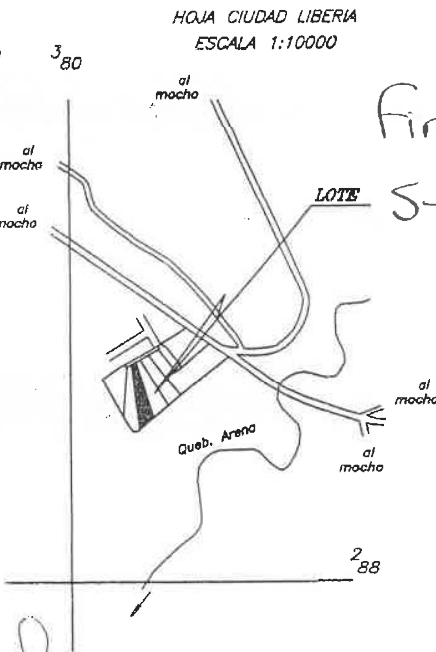 HOJA CIUDAD LIBERIA
ESCALA 1:10000
380
al
mocho
al
mocho
al
mocho
LOTE
al
mocho
al
mocho
Queb. Arena
288